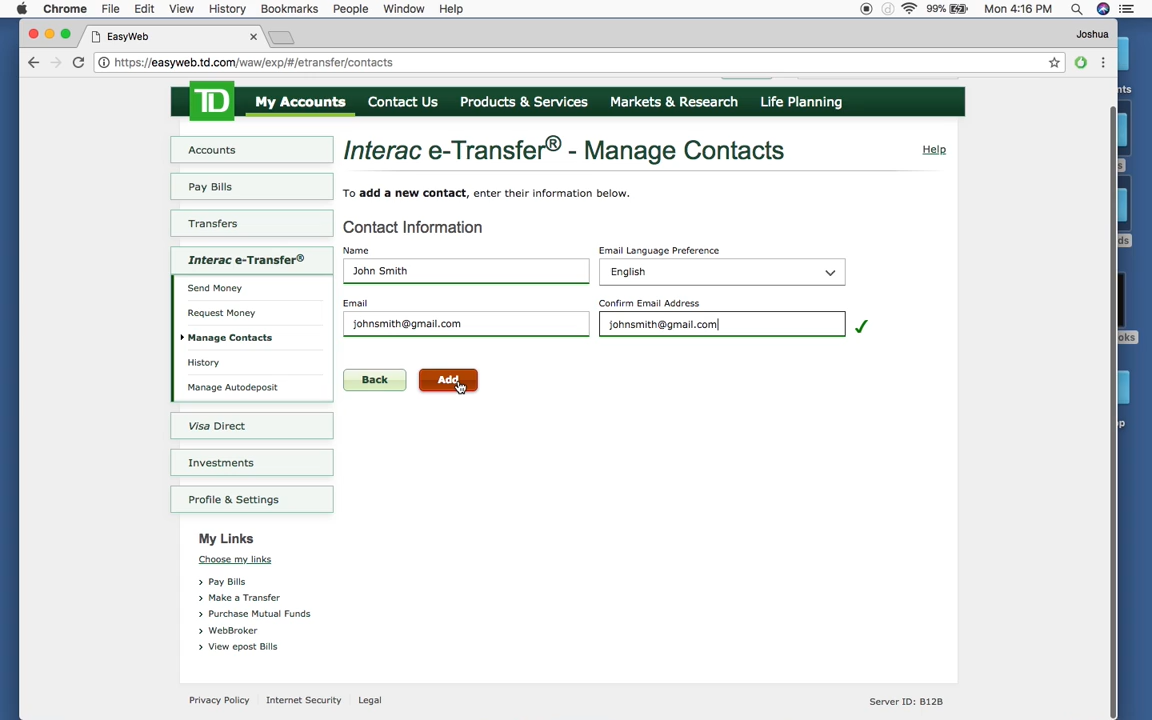 Chrome File Edit View History Bookmarks People Window Help
99% Mon 4:16 PM
EasyWeb
Joshua
https://easyweb.td.com/waw/exp/#/etransfer/contacts
TD
My Accounts Contact Us Products & Services Markets & Research Life Planning
Accounts
Pay Bills
Transfers
Interac e-Transfer®
Send Money
Request Money
Manage Contacts
History
Manage Autodeposit
Visa Direct
Investments
Profile & Settings
My Links
Choose my links
Pay Bills
Make a Transfer
Purchase Mutual Funds
WebBroker
View epost Bills
Interac e-Transfer® - Manage Contacts
Help
To add a new contact, enter their information below.
Contact Information
Name
John Smith
Email Language Preference
English
Email
johnsmith@gmail.com
Confirm Email Address
johnsmith@gmail.com
Back
Add
Privacy Policy Internet Security Legal
Server ID: B12B